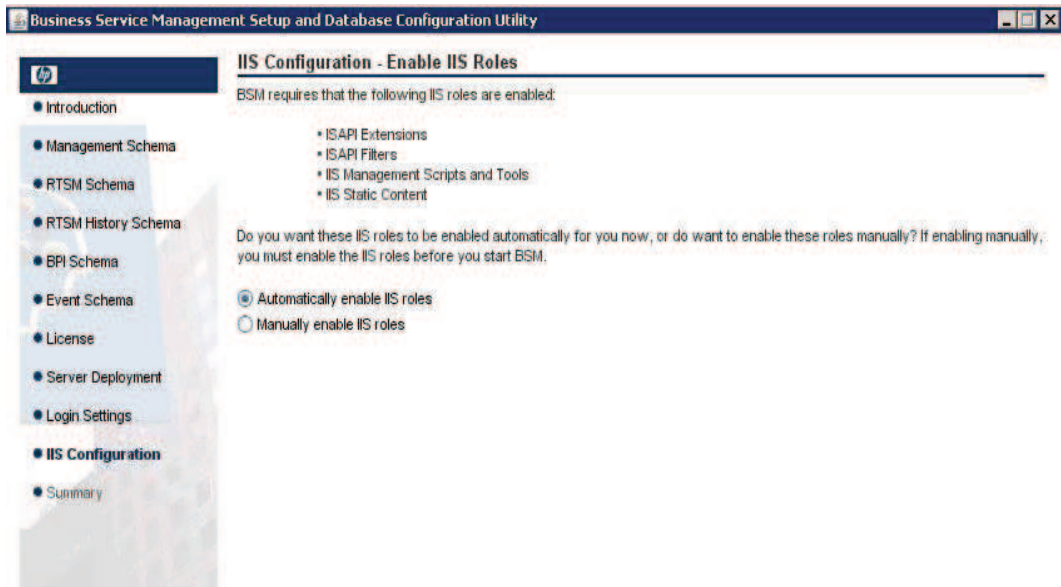 Business Service Management Setup and Database Configuration Utility
hp
Introduction
Management Schema
RTSM Schema
RTSM History Schema
BPI Schema
Event Schema
License
Server Deployment
Login Settings
IIS Configuration
Summary
IIS Configuration - Enable IIS Roles
BSM requires that the following IIS roles are enabled:
• ISAPI Extensions
• ISAPI Filters
• IIS Management Scripts and Tools
• IIS Static Content
Do you want these IIS roles to be enabled automatically for you now, or do want to enable these roles manually? If enabling manually,
you must enable the IIS roles before you start BSM.
Automatically enable IIS roles
Manually enable IIS roles